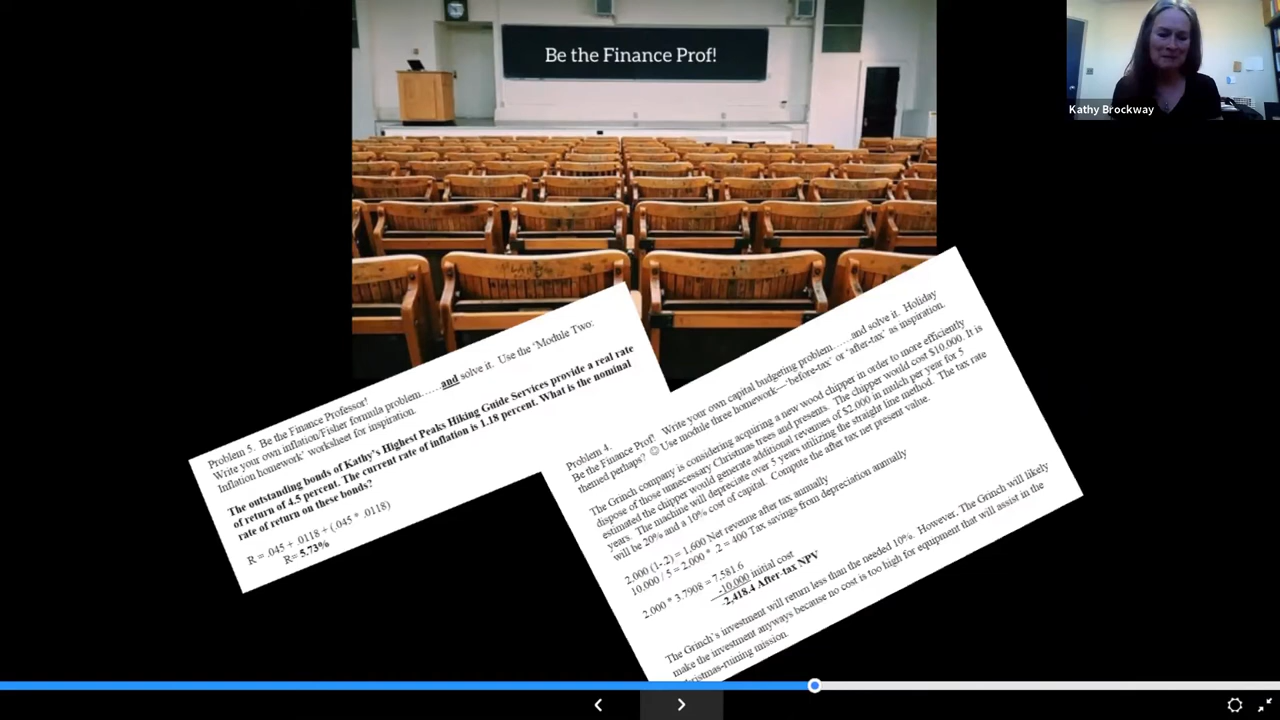 Be the Finance Prof!
Kathy Brockway
Problem 5. Be the Finance Professor!
Write your own inflation/Fisher formula problem……and solve it. Use the ‘Module Two:
Inflation homework’ worksheet for inspiration.
The outstanding bonds of Kathy’s Highest Peaks Hiking Guide Services provide a real rate
of return of 4.5 percent. The current rate of inflation is 1.18 percent. What is the nominal
rate of return on these bonds?
R = .045 + .0118 + (.045 * .0118)
R= 5.73%
Problem 4.
Be the Finance Prof!. Write your own capital budgeting problem……and solve it. Holiday
themed perhaps? ☺ Use module three homework—‘before-tax’ or ‘after-tax’ as inspiration.
The Grinch company is considering acquiring a new wood chipper in order to more efficiently
dispose of those unnecessary Christmas trees and presents. The chipper would cost $10,000. It is
estimated the chipper would generate additional revenues of $2,000 in mulch per year for 5
years. The machine will depreciate over 5 years utilizing the straight line method. The tax rate
will be 20% and a 10% cost of capital. Compute the after tax net present value.
2,000 (1-.2) = 1,600 Net revenue after tax annually
10,000 / 5 = 2,000 * .2 = 400 Tax savings from depreciation annually
2,000 * 3.7908 = 7,581.6
-10,000 initial cost
-2,418.4 After-tax NPV
The Grinch’s investment will return less than the needed 10%. However, The Grinch will likely
make the investment anyways because no cost is too high for equipment that will assist in the
christmas-ruining mission.